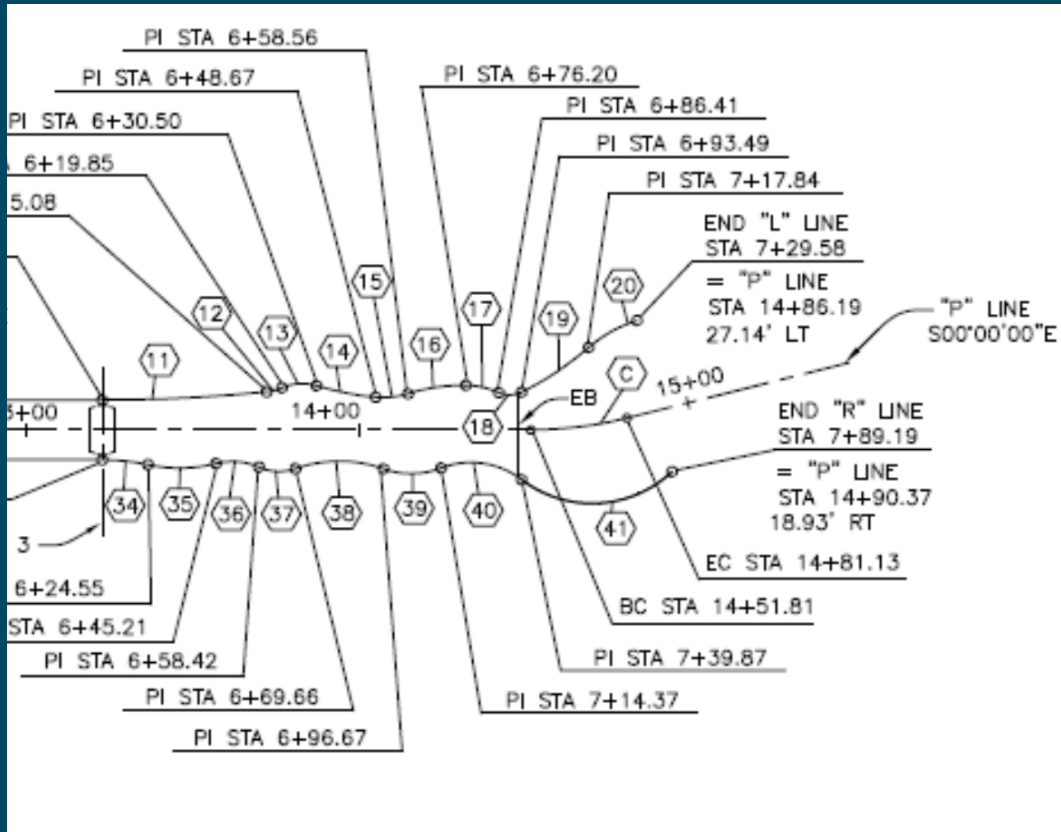 PI STA 6+58.56
PI STA 6+48.67
PI STA 6+76.20
PI STA 6+86.41
PI STA 6+30.50
PI STA 6+93.49
6+19.85
PI STA 7+17.84
5.08
END "L" LINE
STA 7+29.58
= "P" LINE
STA 14+86.19
27.14' LT
"P" LINE
S00°00'00"E
15
20
12
13
17
19
14
16
11
C
15+00
+00
14+00
18
EB
END "R" LINE
STA 7+89.19
= "P" LINE
STA 14+90.37
18.93' RT
34
35
36
37
38
39
40
41
3
EC STA 14+81.13
6+24.55
BC STA 14+51.81
STA 6+45.21
PI STA 6+58.42
PI STA 7+39.87
PI STA 6+69.66
PI STA 7+14.37
PI STA 6+96.67